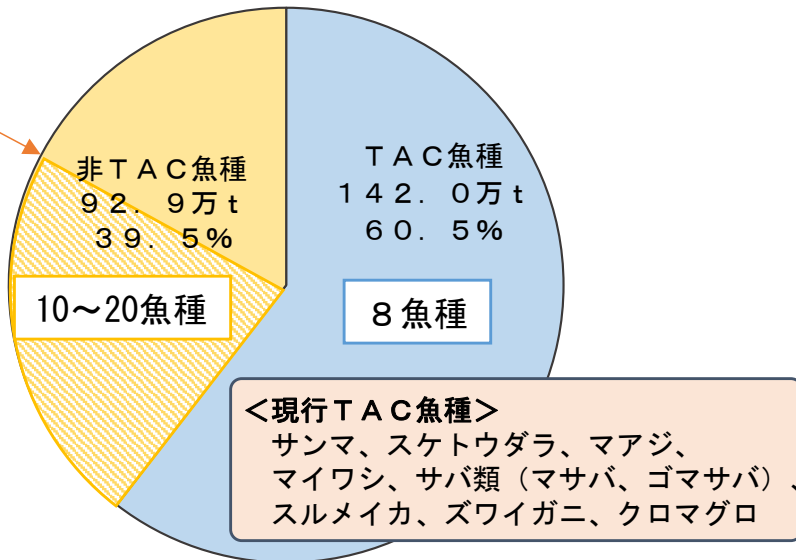 非ＴＡＣ魚種
９２．９万ｔ
３９．５％
ＴＡＣ魚種
１４２．０万ｔ
６０．５％
10～20魚種
８魚種
＜現行ＴＡＣ魚種＞
サンマ、スケトウダラ、マアジ、
マイワシ、サバ類（マサバ、ゴマサバ）、
スルメイカ、ズワイガニ、クロマグロ